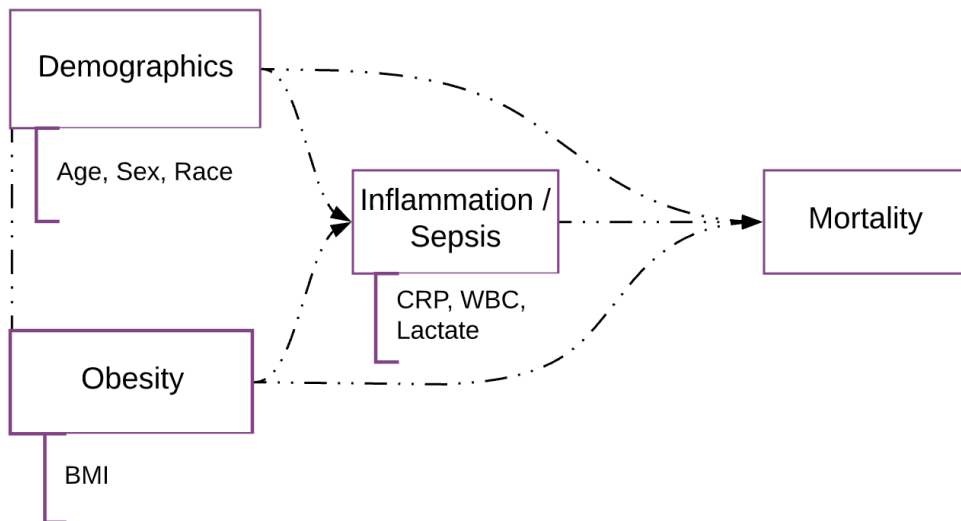 Demographics
Age, Sex, Race
Inflammation /
Sepsis
CRP, WBC,
Lactate
Mortality
Obesity
BMI